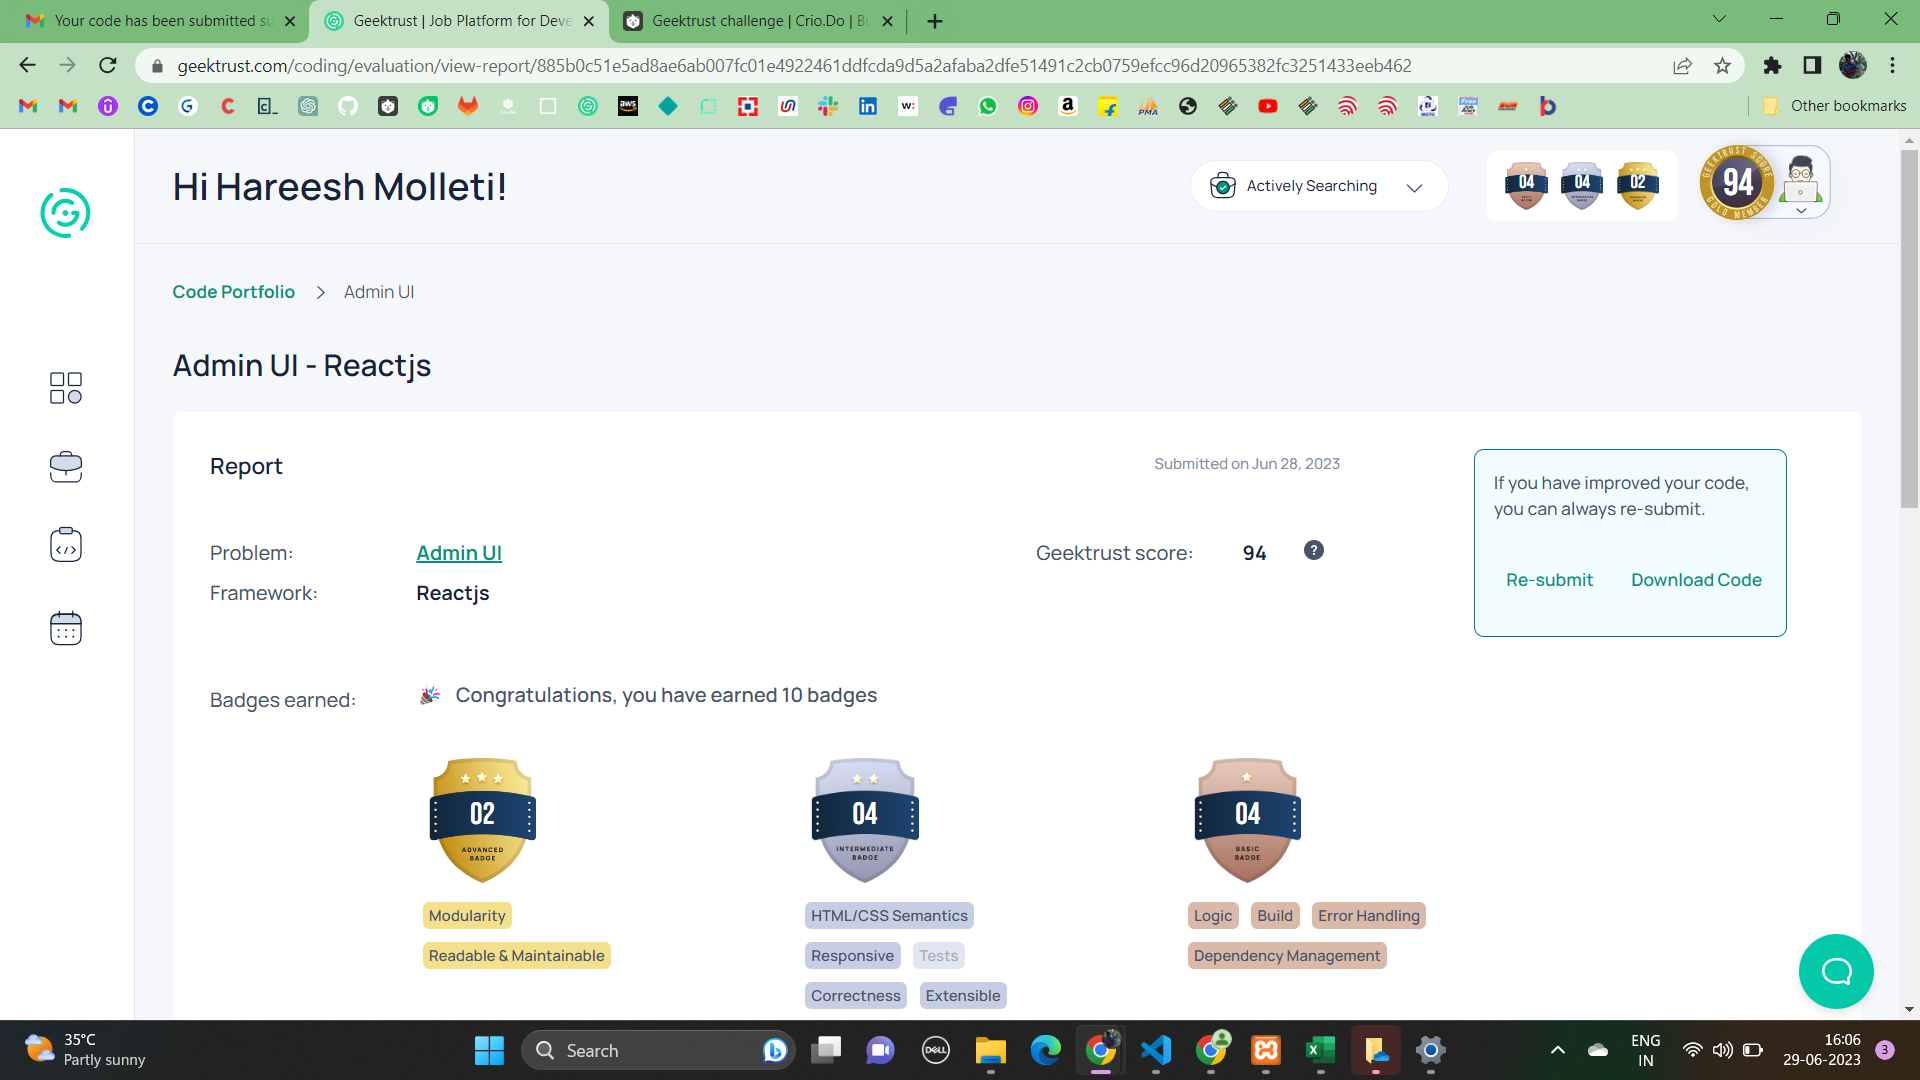 Your code has been submitted su
Geektrust | Job Platform for Deve
Geektrust challenge | Crio.Do | Bu
geektrust.com/coding/evaluation/view-report/885b0c51e5ad8ae6ab007fc01e4922461ddfcda9d5a2afaba2dfe51491c2cb0759efcc96d20965382fc3251433eeb462
Other bookmarks
Hi Hareesh Molleti!
Actively Searching
04 04 02
GEEKTRUST SCORE
94
GOLD MEMBER
Code Portfolio > Admin UI
Admin UI - Reactjs
Report
Submitted on Jun 28, 2023
If you have improved your code,
you can always re-submit.
Re-submit Download Code
Problem: Admin UI
Geektrust score: 94 ?
Framework: Reactjs
Badges earned: Congratulations, you have earned 10 badges
02 04 04
ADVANCED BADGE
INTERMEDIATE BADGE
BASIC BADGE
Modularity
Readable & Maintainable
HTML/CSS Semantics
Responsive Tests
Correctness Extensible
Logic Build Error Handling
Dependency Management
35°C
Partly sunny
Search
DELL
ENG
IN
16:06
29-06-2023
3